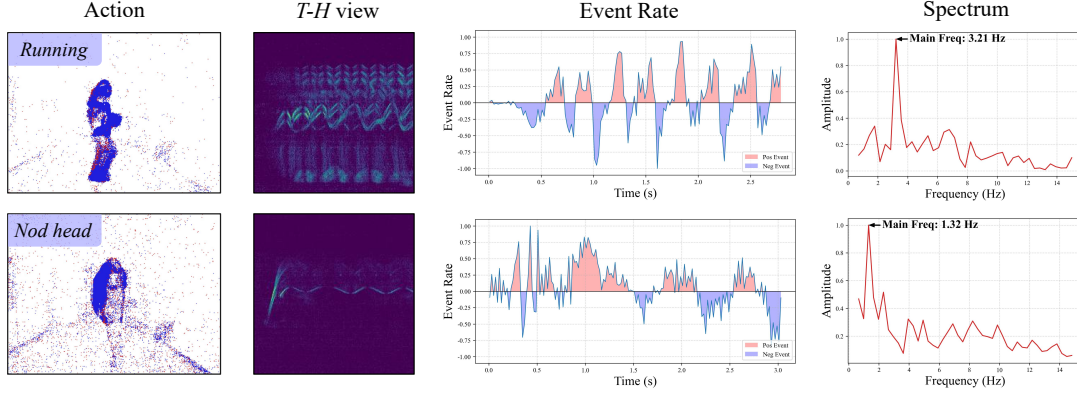 Action
T-H view
Event Rate
Spectrum
Running
Event Rate
1.00
0.75
0.50
0.25
0.00
-0.25
-0.50
-0.75
-1.00
Pos Event
Neg Event
0.0 0.5 1.0 1.5 2.0 2.5
Time (s)
Amplitude
Main Freq: 3.21 Hz
1.0
0.8
0.6
0.4
0.2
0.0
0 2 4 6 8 10 12 14
Frequency (Hz)
Nod head
Event Rate
1.00
0.75
0.50
0.25
0.00
-0.25
-0.50
-0.75
-1.00
Pos Event
Neg Event
0.0 0.5 1.0 1.5 2.0 2.5 3.0
Time (s)
Amplitude
Main Freq: 1.32 Hz
1.0
0.8
0.6
0.4
0.2
0 2 4 6 8 10 12 14
Frequency (Hz)